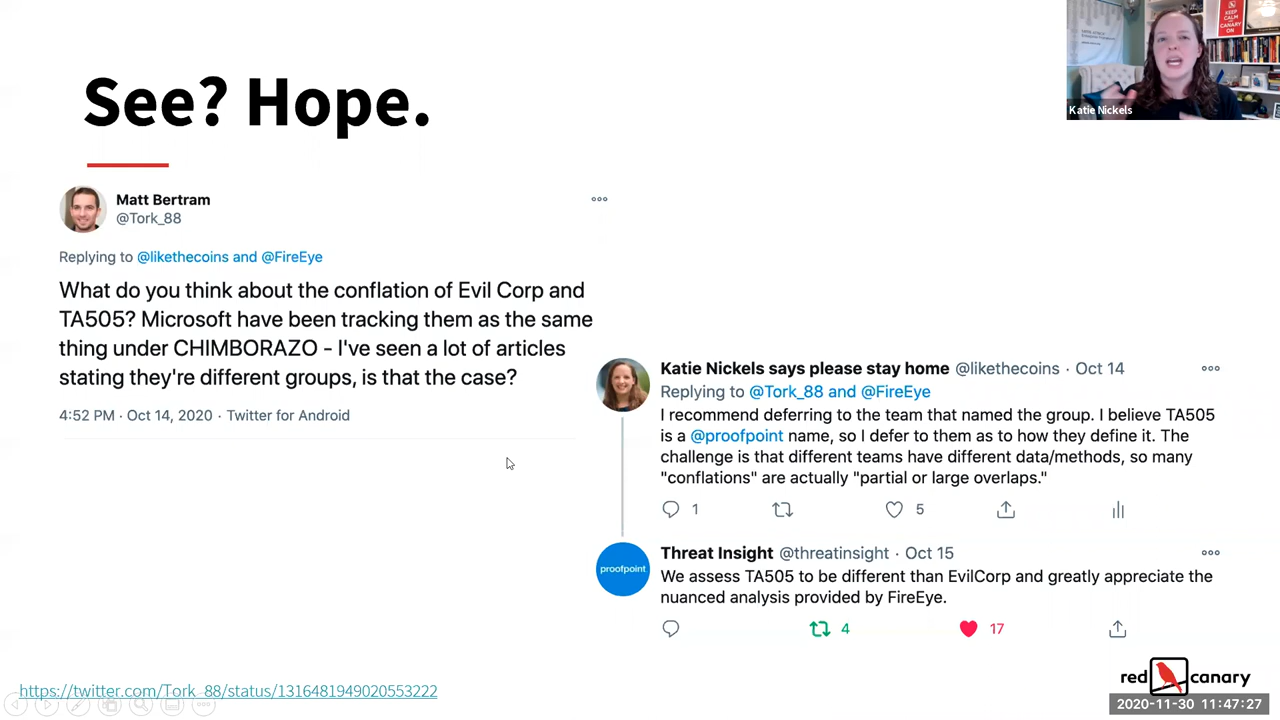 See? Hope.
KEEP
CALM
CANARY
ON
Katie Nickels
Matt Bertram
@Tork_88
Replying to @likethecoins and @FireEye
What do you think about the conflation of Evil Corp and
TA505? Microsoft have been tracking them as the same
thing under CHIMBORAZO - I've seen a lot of articles
stating they're different groups, is that the case?
4:52 PM · Oct 14, 2020 · Twitter for Android
Katie Nickels says please stay home @likethecoins · Oct 14
Replying to @Tork_88 and @FireEye
I recommend deferring to the team that named the group. I believe TA505
is a @proofpoint name, so I defer to them as to how they define it. The
challenge is that different teams have different data/methods, so many
"conflations" are actually "partial or large overlaps."
1
5
proofpoint
Threat Insight @threatinsight · Oct 15
We assess TA505 to be different than EvilCorp and greatly appreciate the
nuanced analysis provided by FireEye.
4
17
https://twitter.com/Tork_88/status/1316481949020553222
red canary
2020-11-30 11:47:27